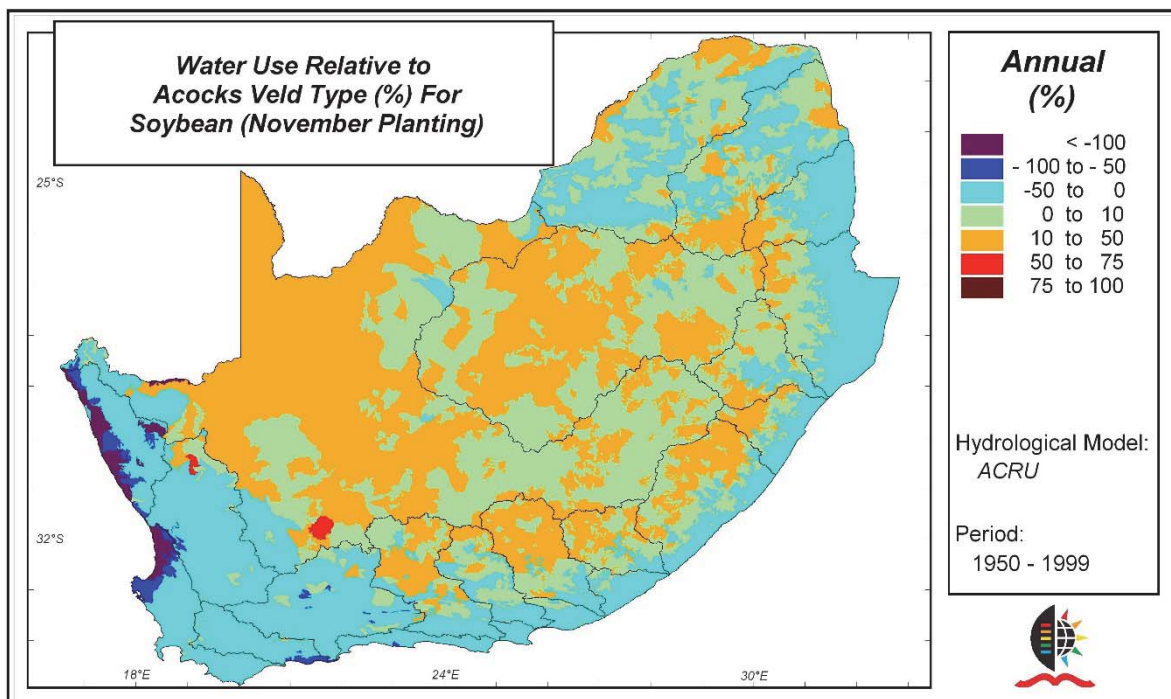 Water Use Relative to
Acocks Veld Type (%) For
Soybean (November Planting)
25°S
32°S
18°E
24°E
30°E
Annual
(%)
< -100
- 100 to - 50
-50 to 0
0 to 10
10 to 50
50 to 75
75 to 100
Hydrological Model:
ACRU
Period:
1950 - 1999